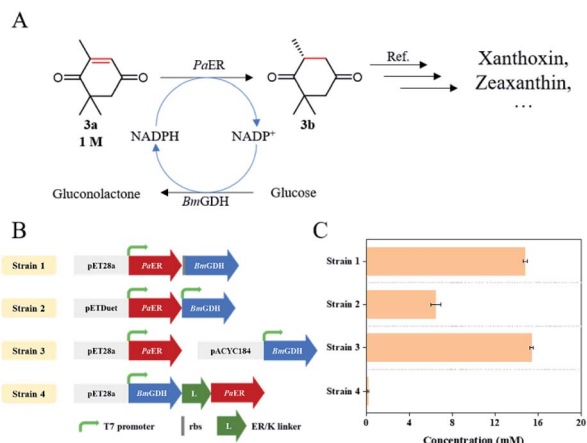 A
O
O
3a
1 M
PaER
O
O
3b
Ref.
Xanthoxin,
Zeaxanthin,
…
NADPH
NADP+
Gluconolactone
BmGDH
Glucose
B
Strain 1
pET28a
PaER
BmGDH
Strain 2
pETDuet
PaER
BmGDH
Strain 3
pET28a
PaER
pACYC184
BmGDH
Strain 4
pET28a
BmGDH
L
PaER
T7 promoter
rbs
L
ER/K linker
C
Strain 1
Strain 2
Strain 3
Strain 4
0 4 8 12 16 20
Concentration (mM)